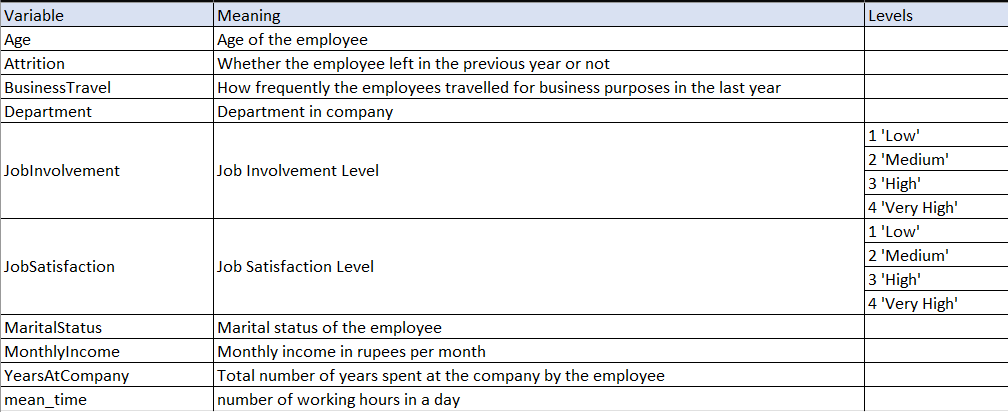 Variable Meaning Levels
Age Age of the employee
Attrition Whether the employee left in the previous year or not
BusinessTravel How frequently the employees travelled for business purposes in the last year
Department Department in company
JobInvolvement Job Involvement Level
1 'Low'
2 'Medium'
3 'High'
4 'Very High'
JobSatisfaction Job Satisfaction Level
1 'Low'
2 'Medium'
3 'High'
4 'Very High'
MaritalStatus Marital status of the employee
MonthlyIncome Monthly income in rupees per month
YearsAtCompany Total number of years spent at the company by the employee
mean_time number of working hours in a day